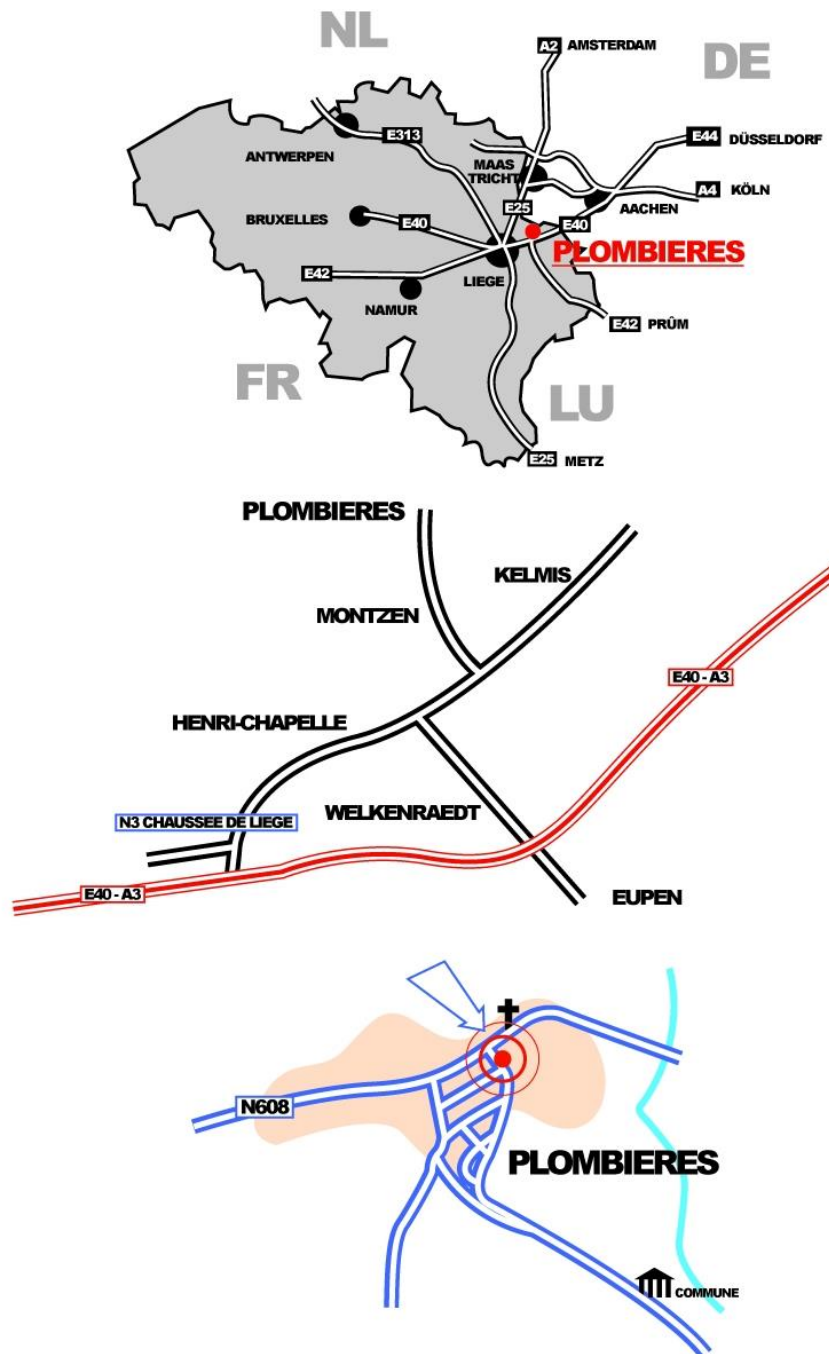 NL
A2 AMSTERDAM
DE
E313
ANTWERPEN
MAAS
TRICHT
E44 DÜSSELDORF
A4 KÖLN
AACHEN
BRUXELLES
E40
E25
E40
PLOMBIERES
E42
LIEGE
NAMUR
E42 PRÛM
FR
LU
E25 METZ
PLOMBIERES
KELMIS
MONTZEN
E40 - A3
HENRI-CHAPELLE
WELKENRAEDT
N3 CHAUSSEE DE LIEGE
E40 - A3
EUPEN
N608
PLOMBIERES
COMMUNE